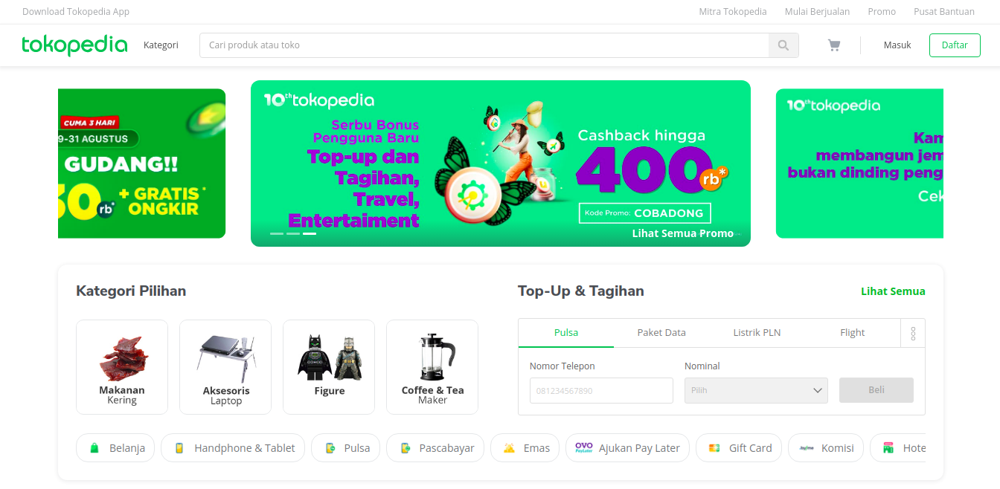 Download Tokopedia App
Mitra Tokopedia
Mulai Berjualan
Promo
Pusat Bantuan
tokopedia
Kategori
Cari produk atau toko
Masuk
Daftar
CUMA 3 HARI
9-31 AGUSTUS
GUDANG!!
50rb* + GRATIS*
ONGKIR
10th tokopedia
Serbu Bonus
Pengguna Baru
Top-up dan
Tagihan,
Travel,
Entertaiment
Cashback hingga
400rb*
Kode Promo: COBADONG
Lihat Semua Promo
10th tokopedia
Kam
membangun jem
bukan dinding peng
Cek
Kategori Pilihan
Makanan
Kering
Aksesoris
Laptop
Figure
Coffee & Tea
Maker
Top-Up & Tagihan
Lihat Semua
Pulsa
Paket Data
Listrik PLN
Flight
Nomor Telepon
Nominal
081234567890
Pilih
Beli
Belanja
Handphone & Tablet
Pulsa
Pascabayar
Emas
OVO
PayLater
Ajukan Pay Later
Gift Card
by/me
Komisi
Hote